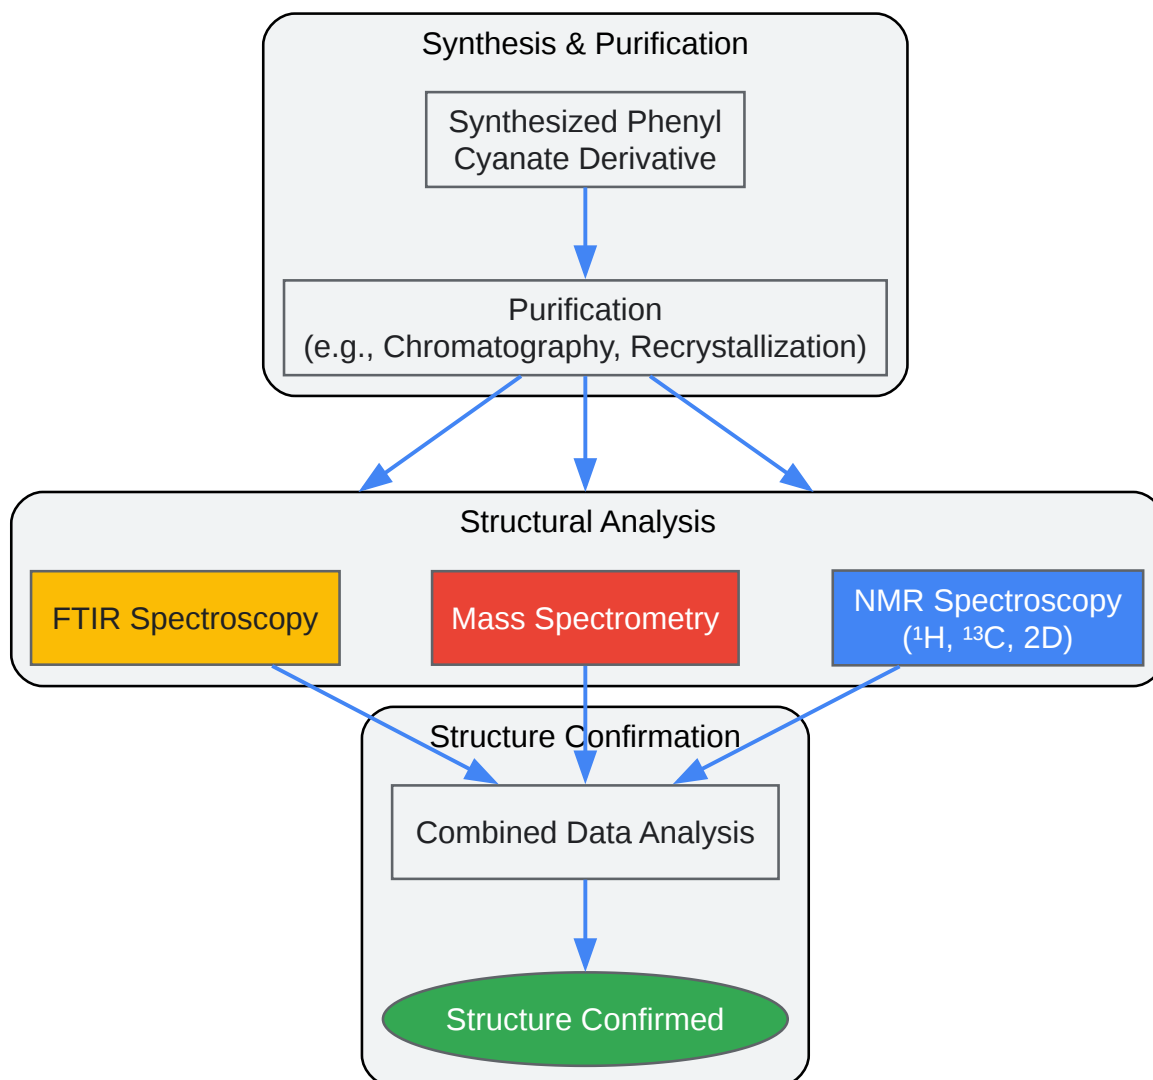 Synthesis & Purification
Synthesized Phenyl
Cyanate Derivative
Purification
(e.g., Chromatography, Recrystallization)
Structural Analysis
FTIR Spectroscopy
Mass Spectrometry
NMR Spectroscopy
(¹H, ¹³C, 2D)
Structure Confirmation
Combined Data Analysis
Structure Confirmed